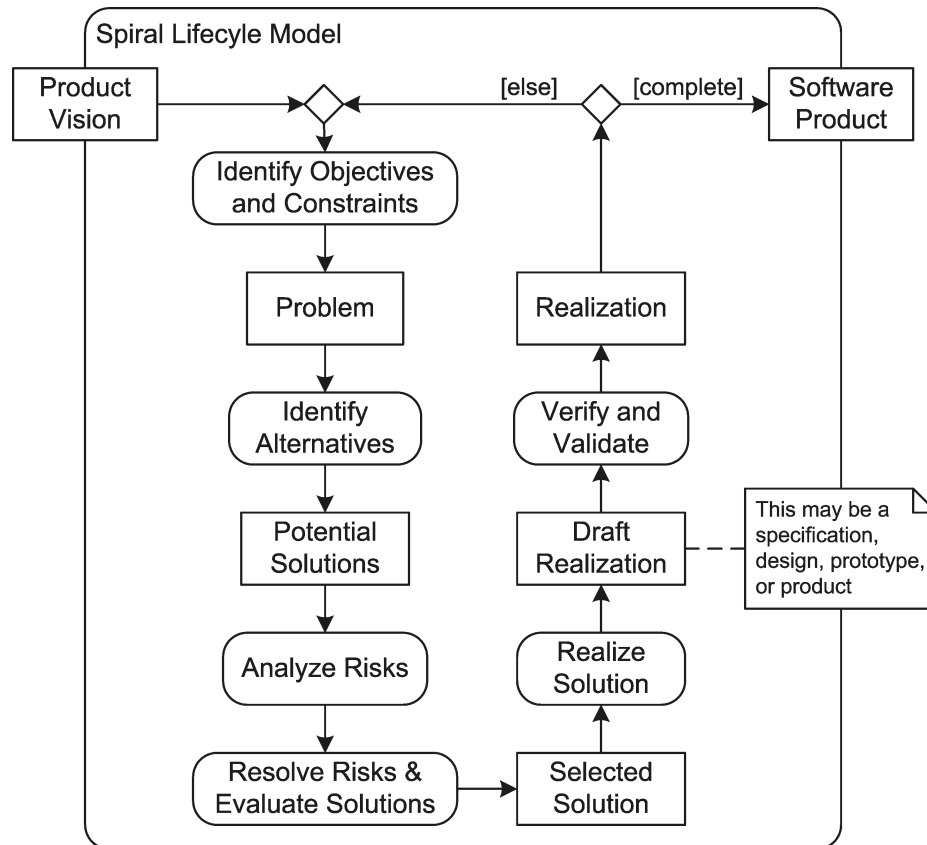 Spiral Lifecyle Model
Product
Vision
[else]
[complete]
Software
Product
Identify Objectives
and Constraints
Problem
Identify
Alternatives
Potential
Solutions
Analyze Risks
Resolve Risks &
Evaluate Solutions
Selected
Solution
Realize
Solution
Draft
Realization
This may be a
specification,
design, prototype,
or product
Verify and
Validate
Realization